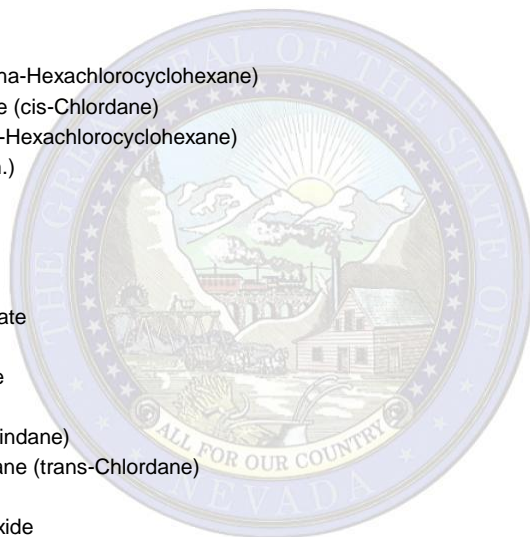 na-Hexachlorocyclohexane)
e (cis-Chlordane)
-Hexachlorocyclohexane)
n.)
ate
e
indane)
ane (trans-Chlordane)
xide
THE GREAT SEAL OF THE STATE OF
NEVADA
ALL FOR OUR COUNTRY